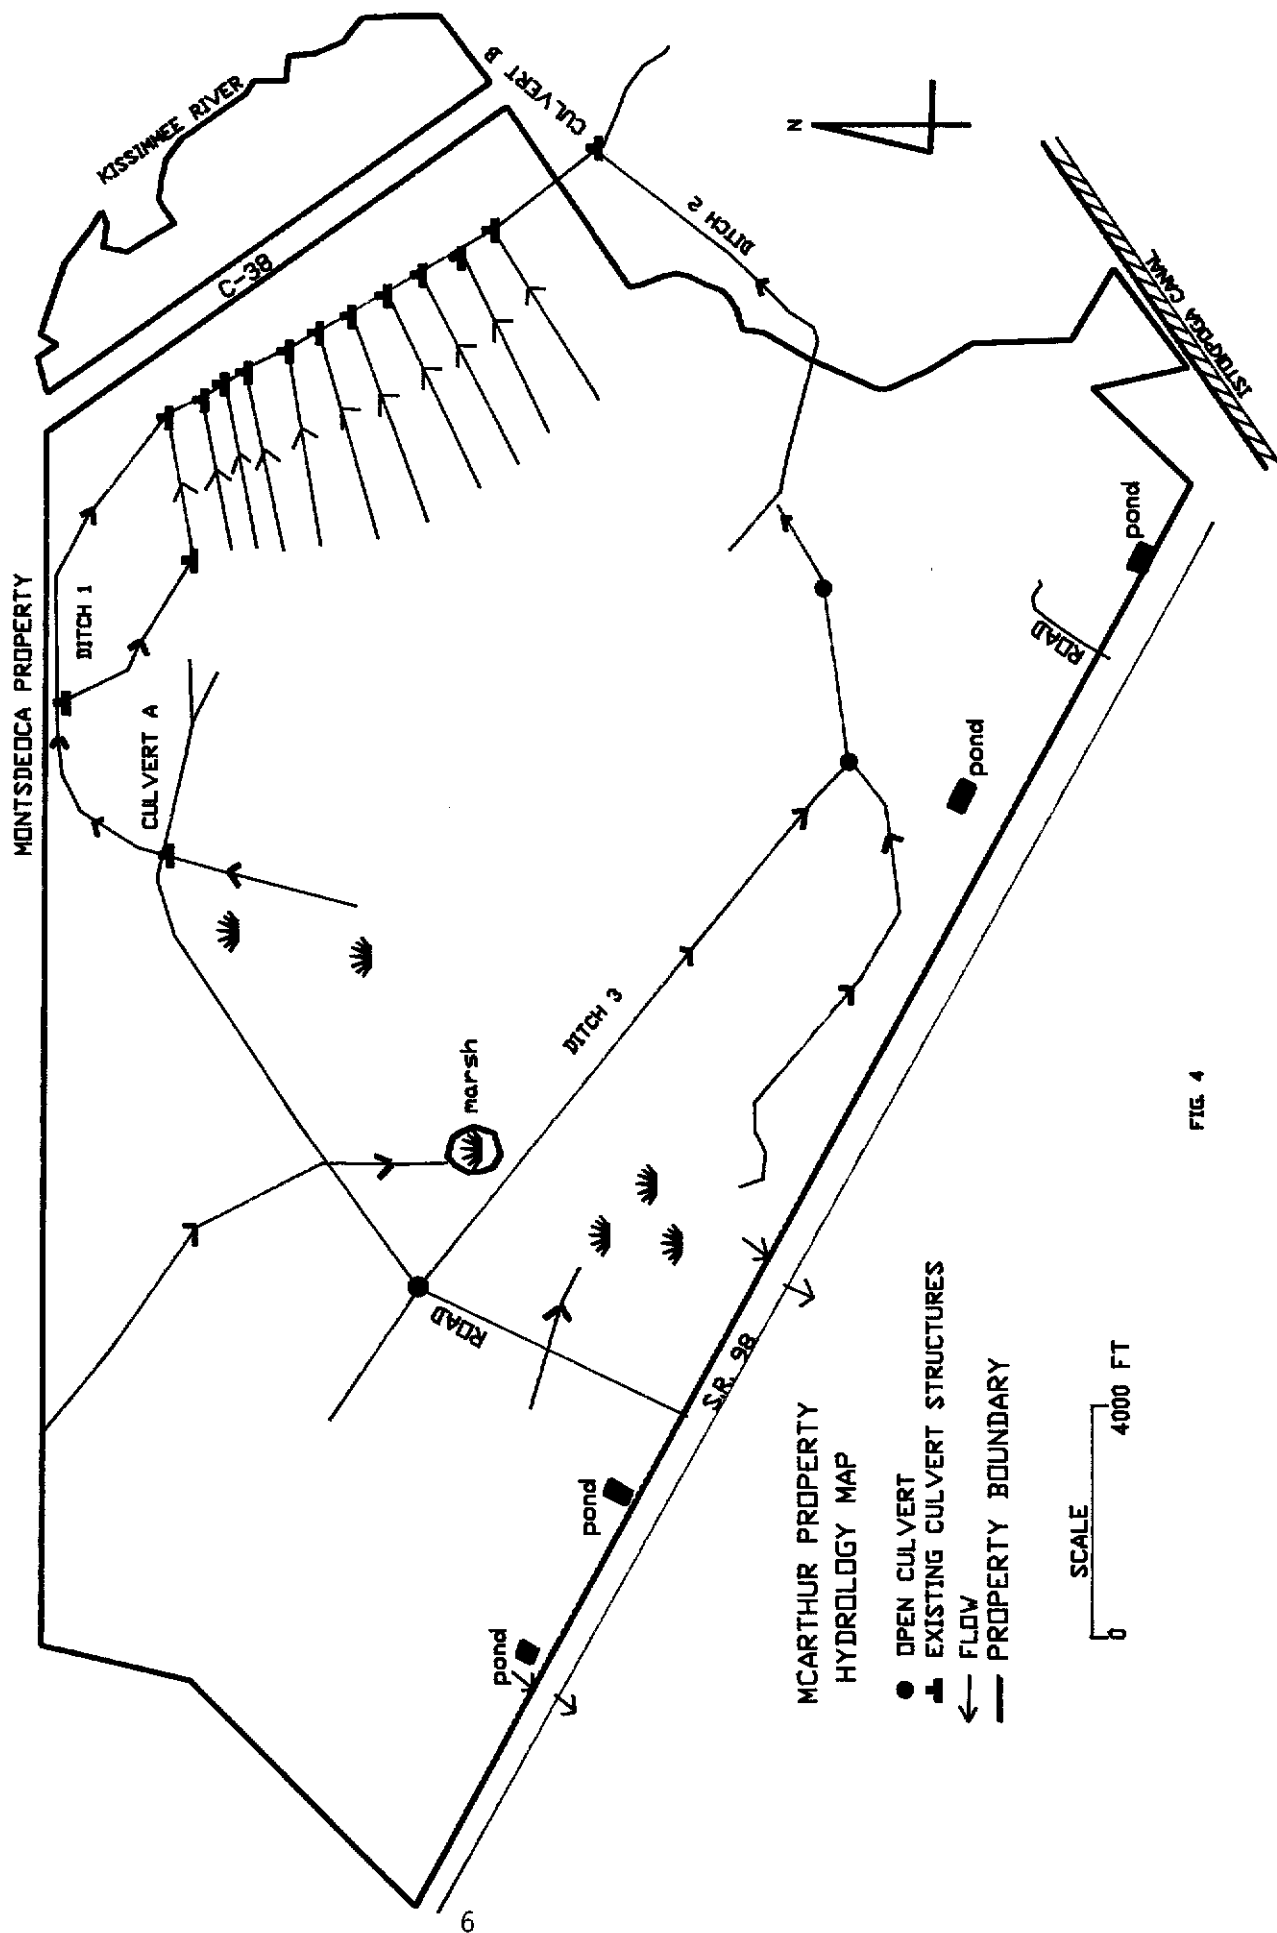 KISSIMMEE RIVER
C-38
CULVERT B
N
MONTSDEOCA PROPERTY
DITCH 1
CULVERT A
DITCH 2
ISTOKPOGA CANAL
pond
ROAD
pond
DITCH 3
marsh
ROAD
S.R. 98
pond
pond
MCARTHUR PROPERTY
HYDROLOGY MAP
OPEN CULVERT
EXISTING CULVERT STRUCTURES
FLOW
PROPERTY BOUNDARY
SCALE
0 4000 FT
FIG. 4
6